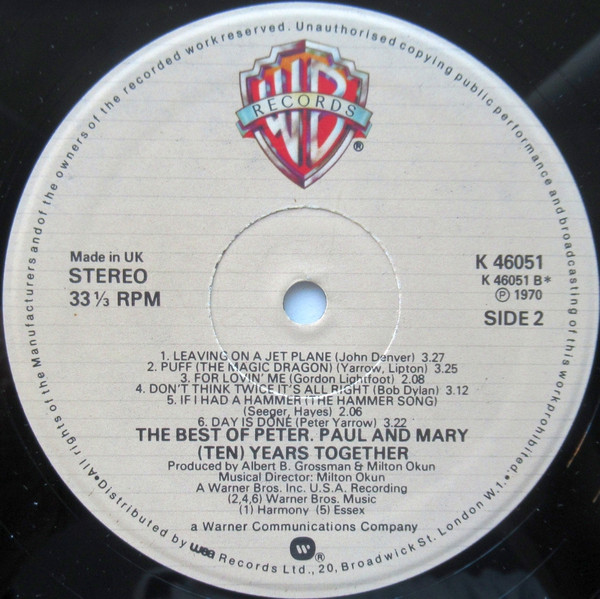 All rights of the Manufacturers and of the owners of the recorded work reserved. Unauthorised copying public performance and broadcasting of this work prohibited.
WB
RECORDS
®
Made in UK
STEREO
33⅓ RPM
K 46051
K 46051 B*
Ⓟ 1970
SIDE 2
1. LEAVING ON A JET PLANE (John Denver) 3.27
2. PUFF (THE MAGIC DRAGON) (Yarrow, Lipton) 3.25
3. FOR LOVIN' ME (Gordon Lightfoot) 2.08
4. DON'T THINK TWICE IT'S ALL RIGHT (Bob Dylan) 3.12
5. IF I HAD A HAMMER (THE HAMMER SONG)
(Seeger, Hayes) 2.06
6. DAY IS DONE (Peter Yarrow) 3.22
THE BEST OF PETER. PAUL AND MARY
(TEN) YEARS TOGETHER
Produced by Albert B. Grossman & Milton Okun
Musical Director: Milton Okun
A Warner Bros. Inc. U.S.A. Recording
(2,4,6) Warner Bros. Music
(1) Harmony (5) Essex
a Warner Communications Company
®
•Distributed by wea Records Ltd., 20, Broadwick St. London W.1.•